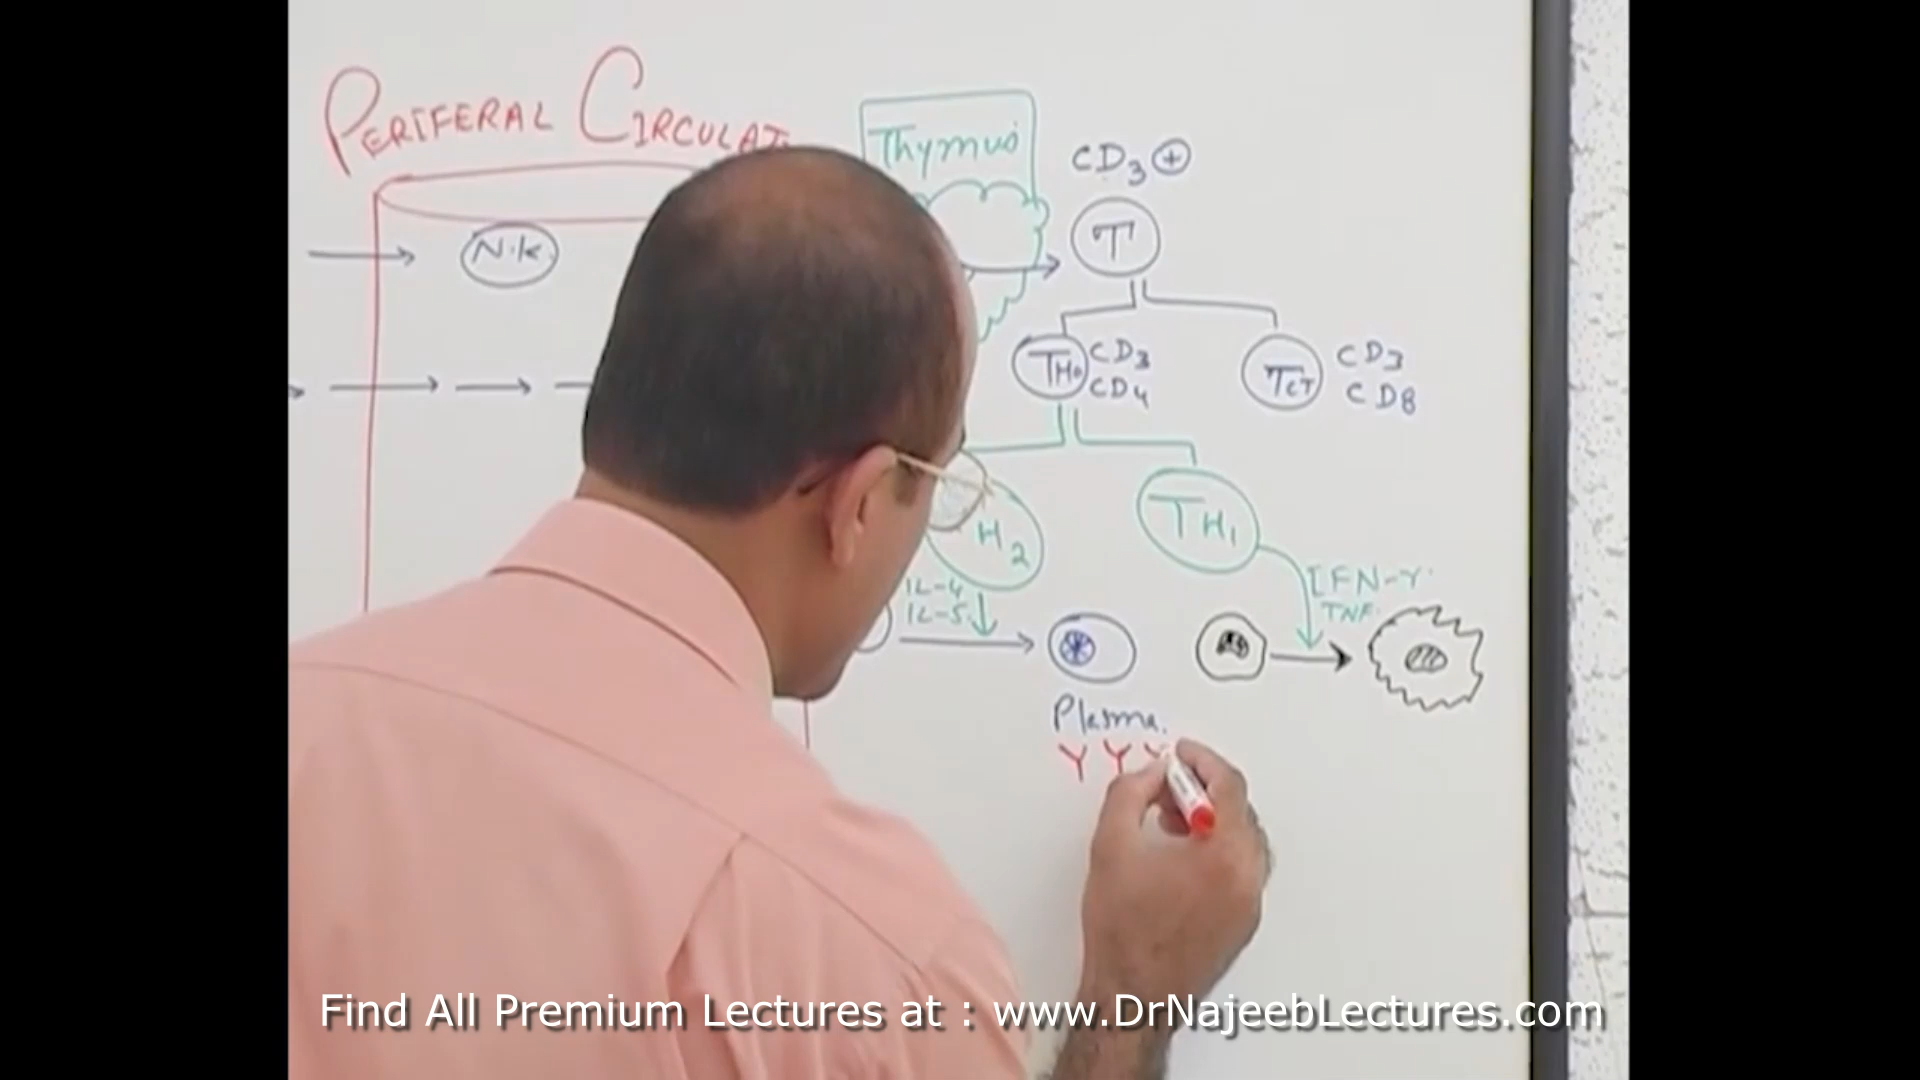 PERIFERAL CIRCULAT
Thymus
CD3 +
N.K.
T
TH0 CD3
CD4
TCT CD3
CD8
H2
TH1
IL-4
IL-5
IFN-γ
TNF
Plasma.
Y Y Y
Find All Premium Lectures at : www.DrNajeebLectures.com